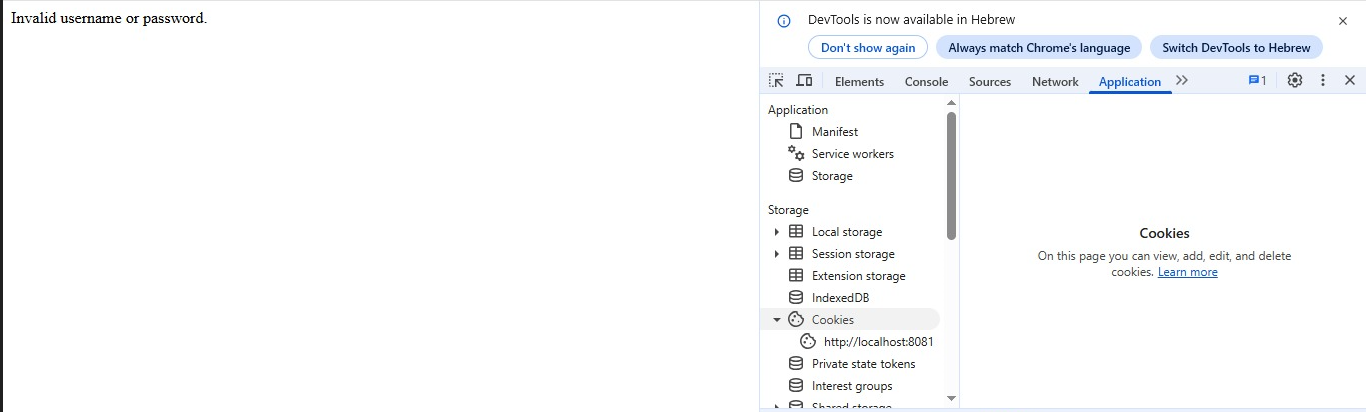 Invalid username or password.
DevTools is now available in Hebrew
Don't show again
Always match Chrome's language
Switch DevTools to Hebrew
Elements
Console
Sources
Network
Application
1
Application
Manifest
Service workers
Storage
Storage
Local storage
Session storage
Extension storage
IndexedDB
Cookies
http://localhost:8081
Private state tokens
Interest groups
Shared storage
Cookies
On this page you can view, add, edit, and delete
cookies. Learn more